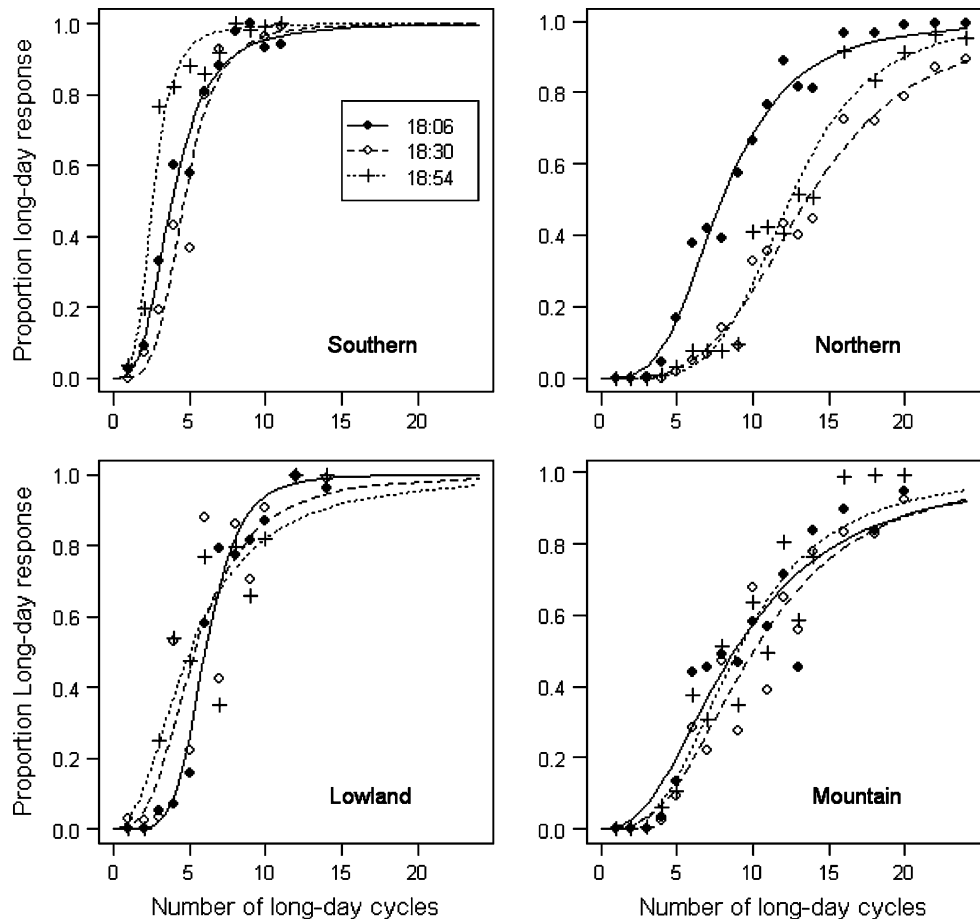 Proportion long-day response
1.0
0.8
0.6
0.4
0.2
0.0
0 5 10 15 20
18:06
18:30
18:54
Southern
1.0
0.8
0.6
0.4
0.2
0.0
0 5 10 15 20
Northern
Proportion Long-day response
1.0
0.8
0.6
0.4
0.2
0.0
0 5 10 15 20
Lowland
Number of long-day cycles
1.0
0.8
0.6
0.4
0.2
0.0
0 5 10 15 20
Mountain
Number of long-day cycles